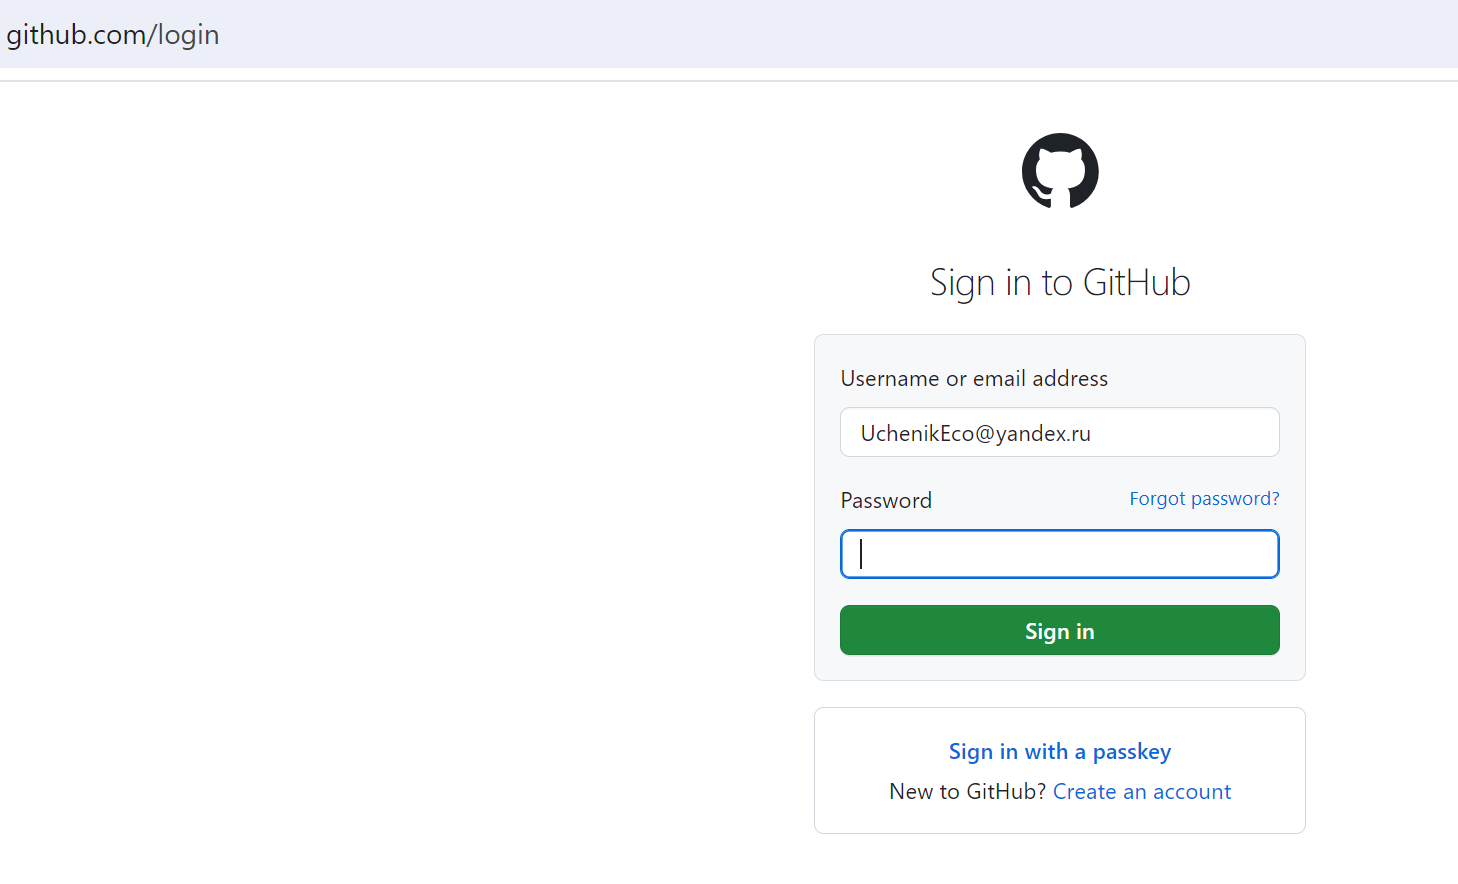 github.com/login
Sign in to GitHub
Username or email address
UchenikEco@yandex.ru
Password Forgot password?
Sign in
Sign in with a passkey
New to GitHub? Create an account